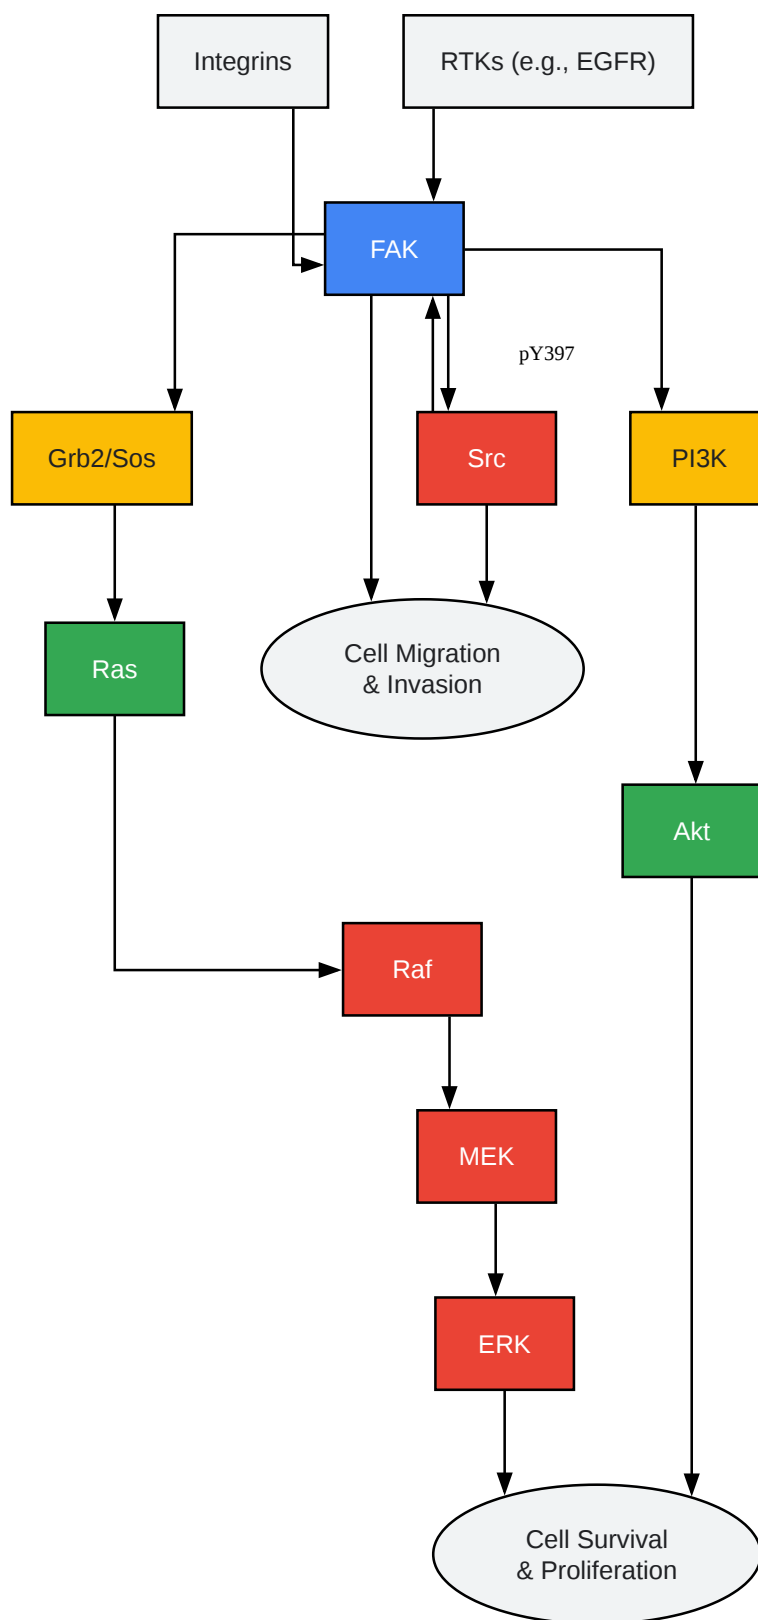 Integrins
RTKs (e.g., EGFR)
FAK
pY397
Grb2/Sos
Src
PI3K
Cell Migration
& Invasion
Ras
Akt
Raf
MEK
ERK
Cell Survival
& Proliferation